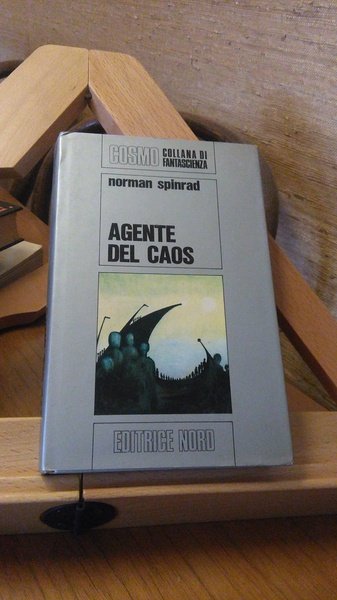 COSMO COLLANA DI
FANTASCIENZA
norman spinrad
AGENTE
DEL CAOS
EDITRICE NORD